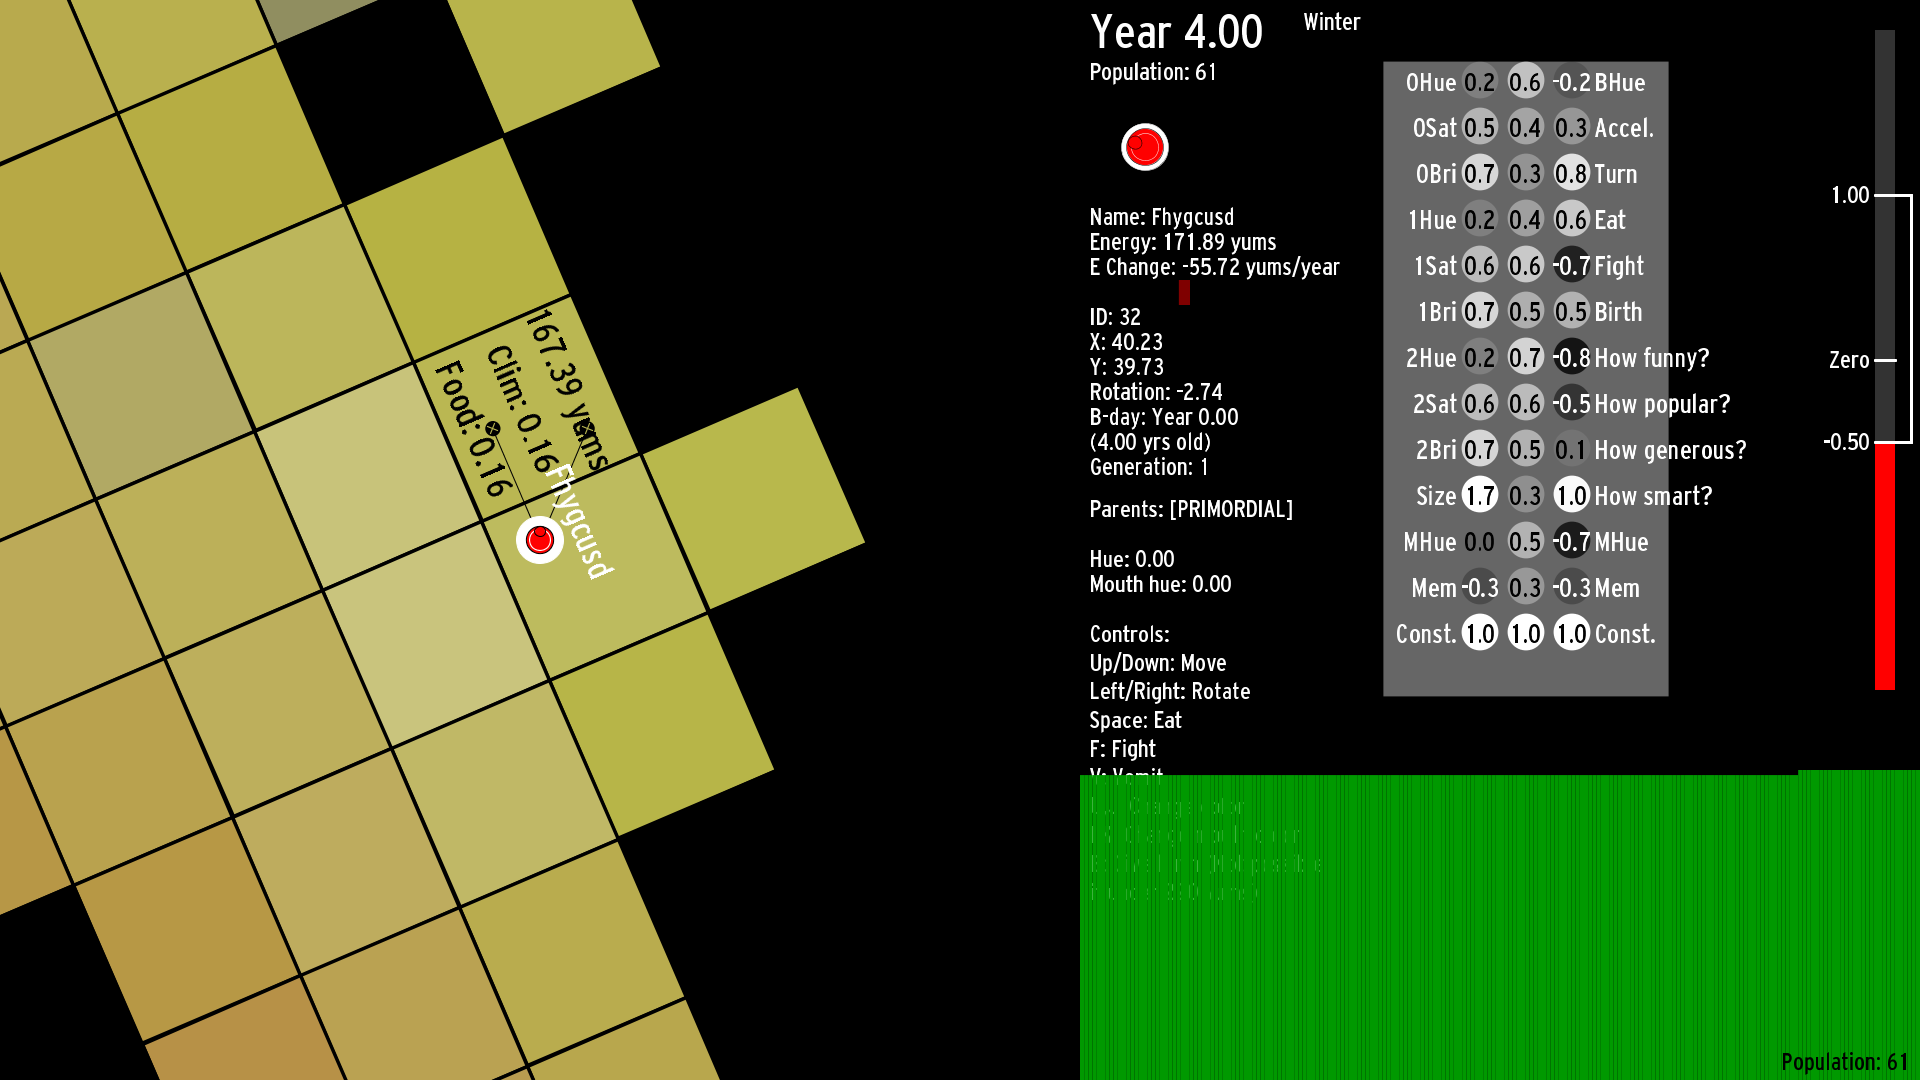 167.39 yums
Clim: 0.16
Food: 0.16
Fhygcusd
Year 4.00
Winter
Population: 61
Name: Fhygcusd
Energy: 171.89 yums
E Change: -55.72 yums/year
ID: 32
X: 40.23
Y: 39.73
Rotation: -2.74
B-day: Year 0.00
(4.00 yrs old)
Generation: 1
Parents: [PRIMORDIAL]
Hue: 0.00
Mouth hue: 0.00
Controls:
Up/Down: Move
Left/Right: Rotate
Space: Eat
F: Fight
V: Vomit
0Hue 0.2 0.6 -0.2 BHue
0Sat 0.5 0.4 0.3 Accel.
0Bri 0.7 0.3 0.8 Turn
1Hue 0.2 0.4 0.6 Eat
1Sat 0.6 0.6 -0.7 Fight
1Bri 0.7 0.5 0.5 Birth
2Hue 0.2 0.7 -0.8 How funny?
2Sat 0.6 0.6 -0.5 How popular?
2Bri 0.7 0.5 0.1 How generous?
Size 1.7 0.3 1.0 How smart?
MHue 0.0 0.5 -0.7 MHue
Mem -0.3 0.3 -0.3 Mem
Const. 1.0 1.0 1.0 Const.
1.00
Zero
-0.50
Population: 61